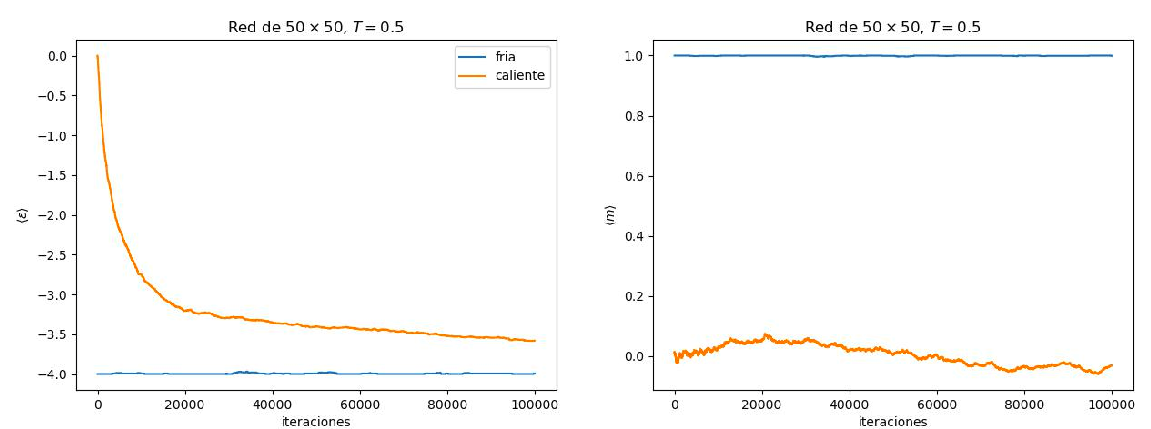 Red de 50 × 50, T = 0.5
fria
caliente
0.0
−0.5
−1.0
−1.5
−2.0
−2.5
−3.0
−3.5
−4.0
⟨ε⟩
0 20000 40000 60000 80000 100000
iteraciones
Red de 50 × 50, T = 0.5
1.0
0.8
0.6
0.4
0.2
0.0
⟨m⟩
0 20000 40000 60000 80000 100000
iteraciones